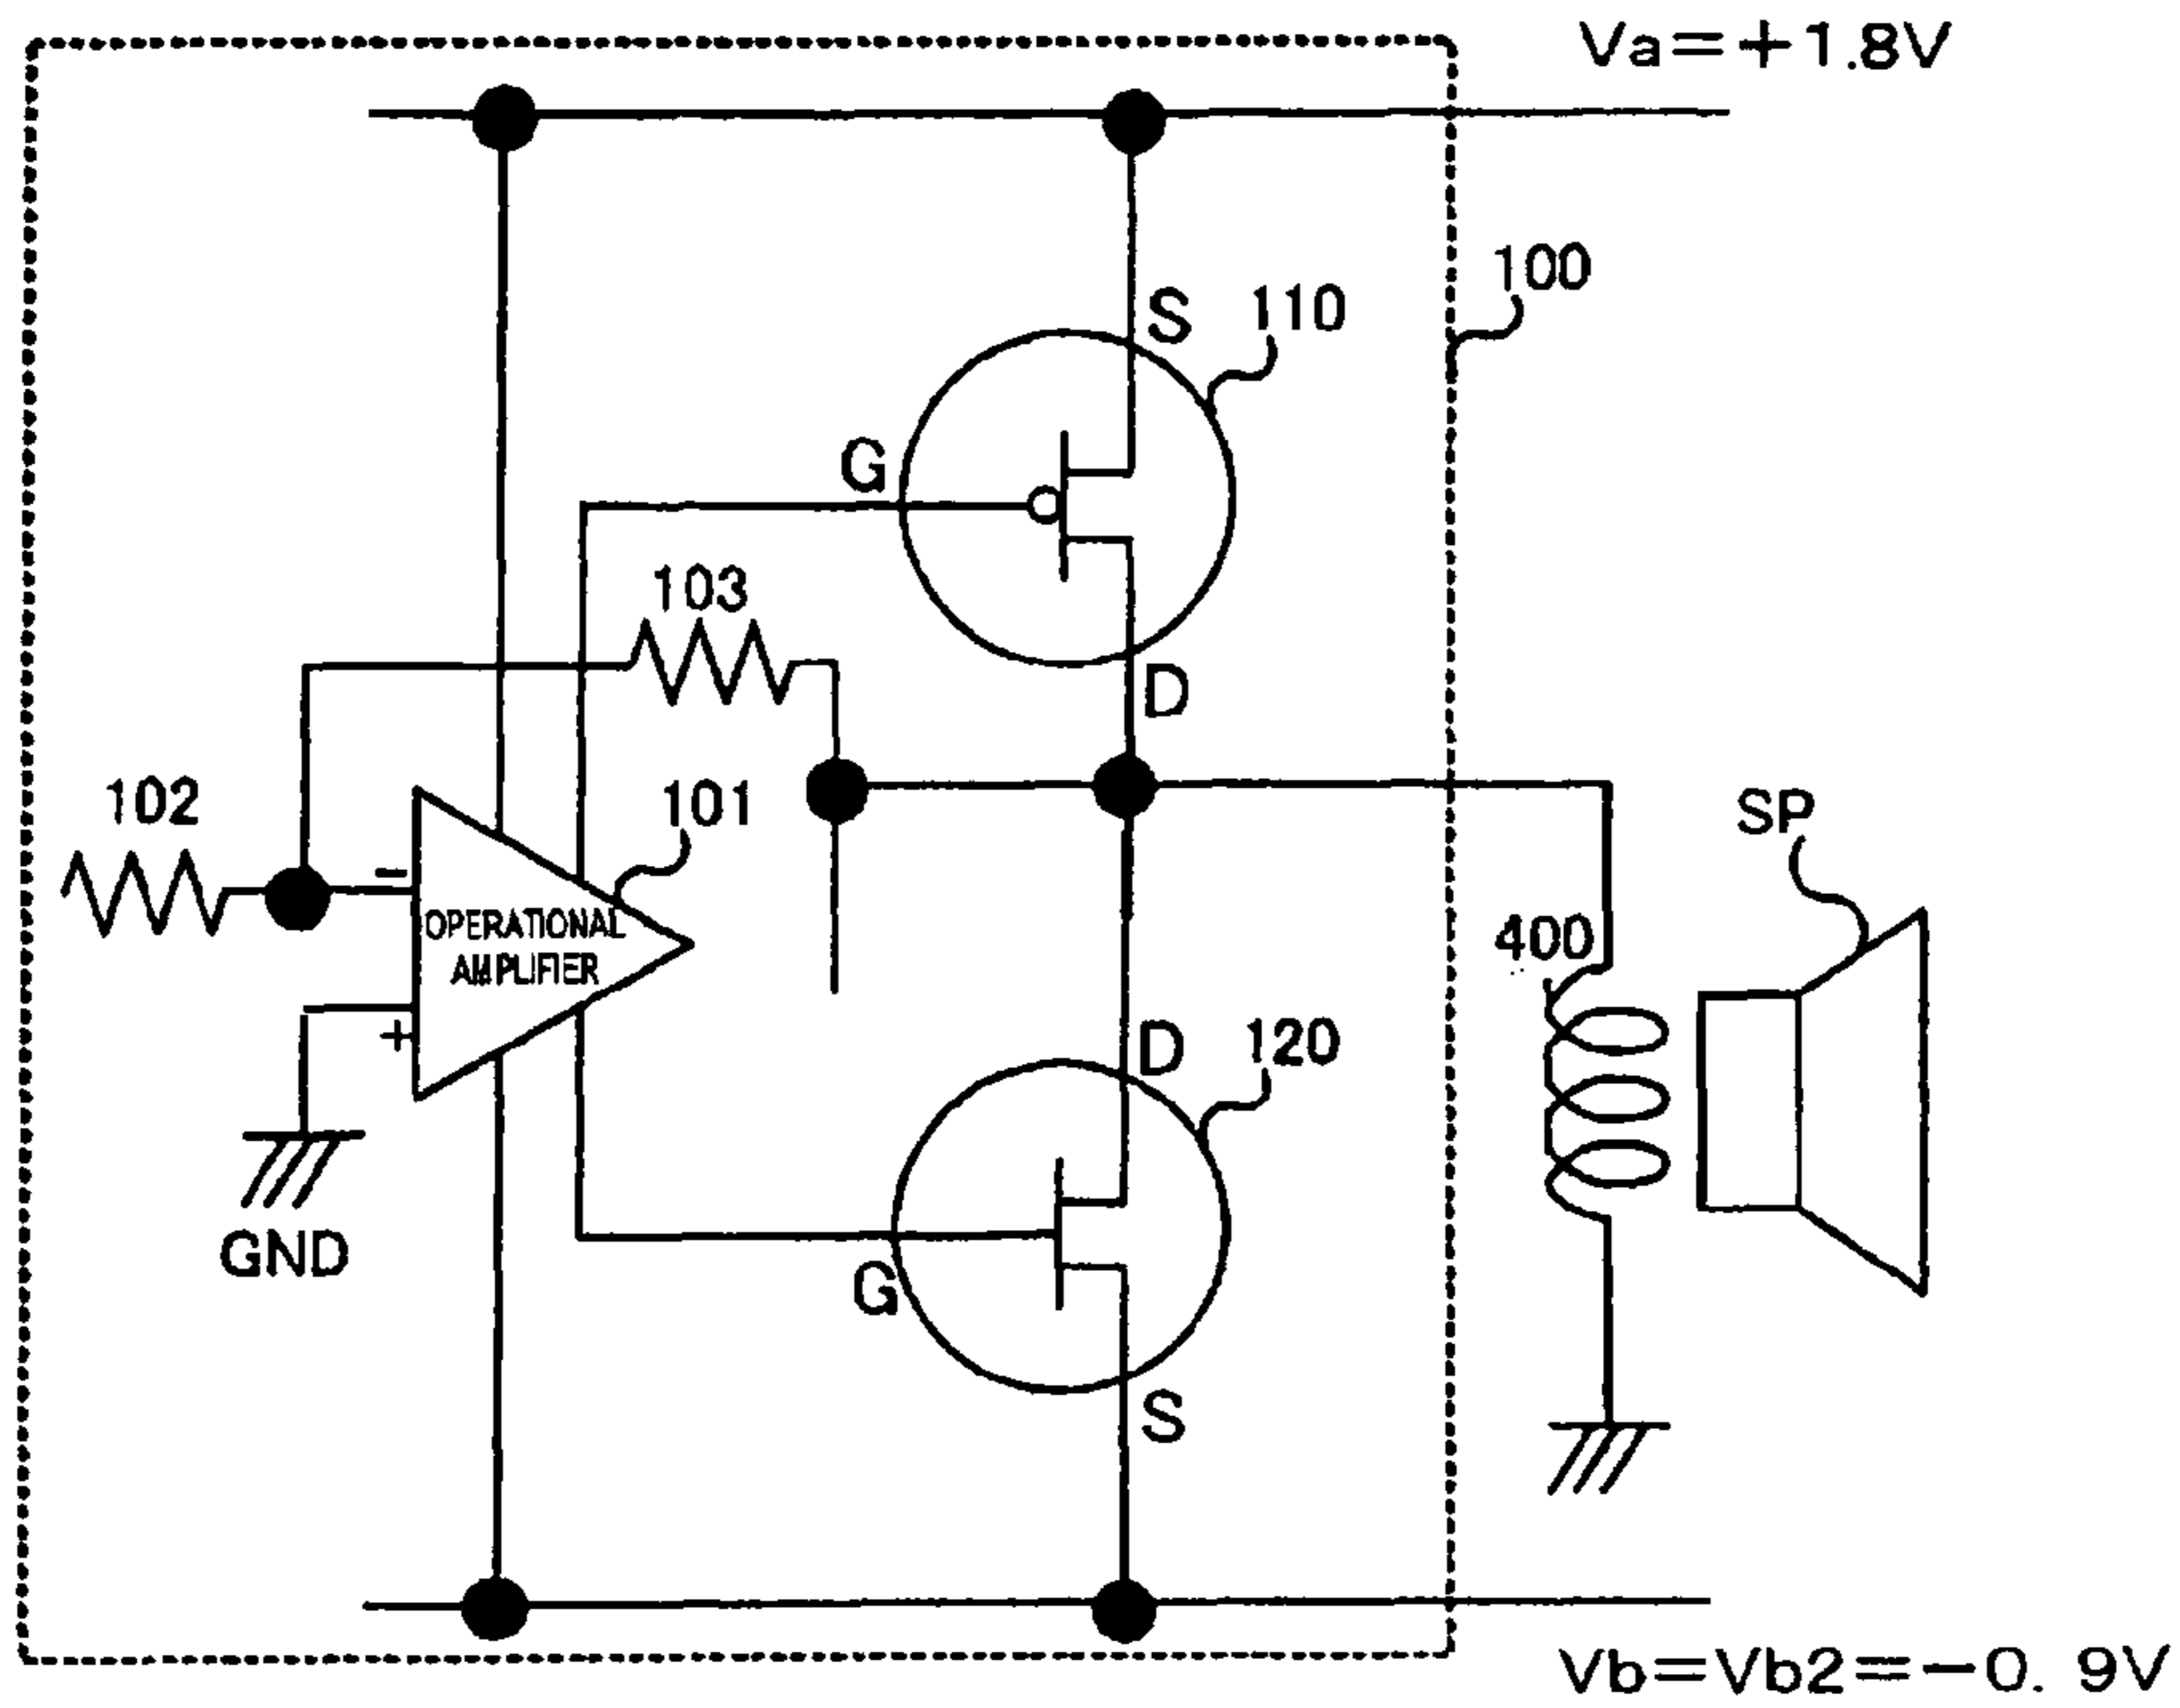 Va=+1.8V
100
S
110
G
103
D
102
101
SP
-
OPERATIONAL
AMPLIFIER
400
+
D
120
GND
G
S
Vb=Vb2=-0. 9V